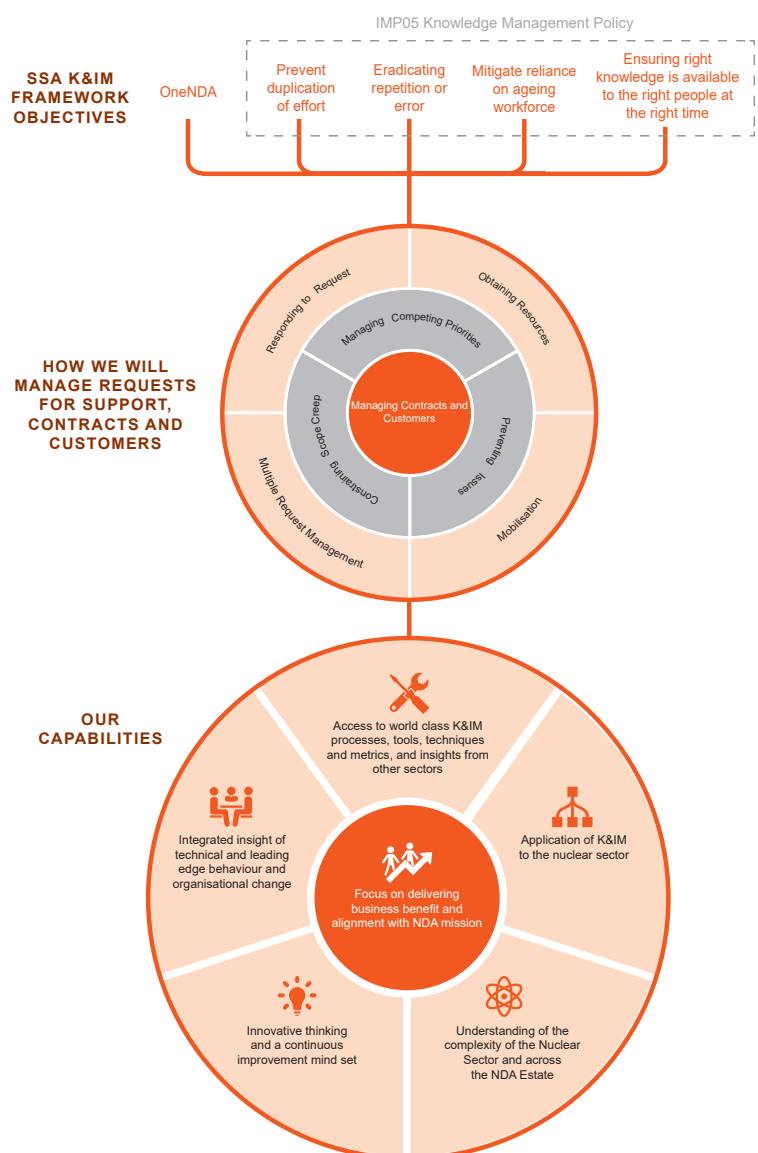 IMP05 Knowledge Management Policy
SSA K&IM
FRAMEWORK
OBJECTIVES
OneNDA
Prevent
duplication
of effort
Eradicating
repetition or
error
Mitigate reliance
on ageing
workforce
Ensuring right
knowledge is available
to the right people at
the right time
HOW WE WILL
MANAGE REQUESTS
FOR SUPPORT,
CONTRACTS AND
CUSTOMERS
Responding to Request
Obtaining Resources
Managing Competing Priorities
Managing Contracts and
Customers
Constraining Scope Creep
Preventing
Issues
Multiple Request Management
Mobilisation
OUR
CAPABILITIES
Access to world class K&IM
processes, tools, techniques
and metrics, and insights from
other sectors
Integrated insight of
technical and leading
edge behaviour and
organisational change
Application of K&IM
to the nuclear sector
Focus on delivering
business benefit and
alignment with NDA mission
Innovative thinking
and a continuous
improvement mind set
Understanding of the
complexity of the Nuclear
Sector and across
the NDA Estate